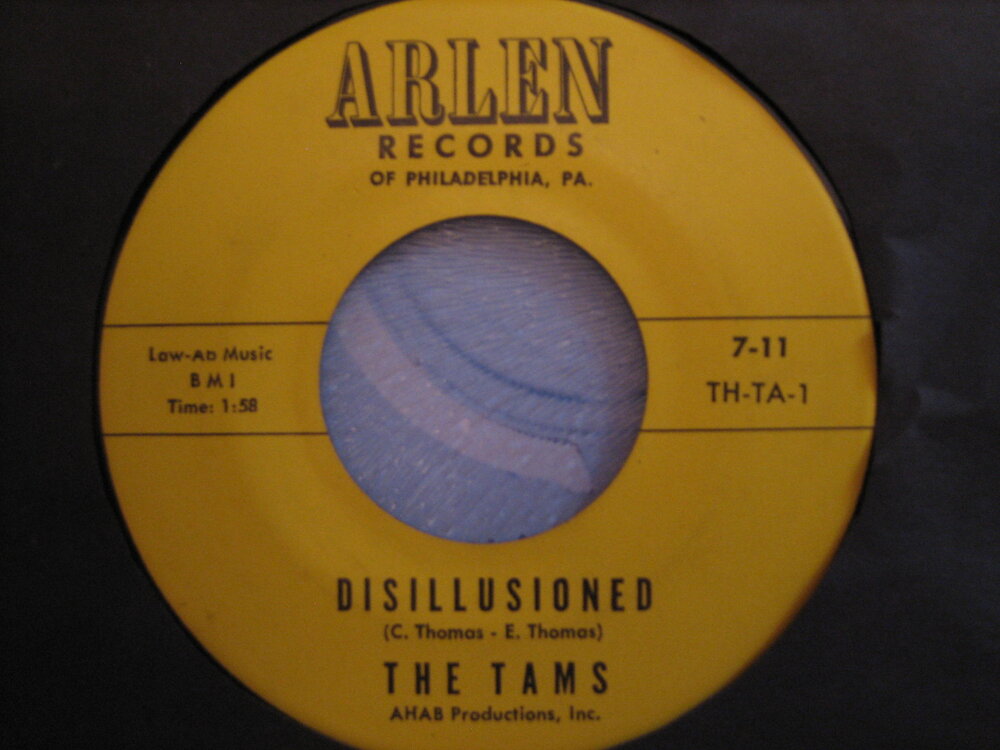 ARLEN
RECORDS
OF PHILADELPHIA, PA.
Low-Ab Music
B M I
Time: 1:58
7-11
TH-TA-1
DISILLUSIONED
(C. Thomas - E. Thomas)
THE TAMS
AHAB Productions, Inc.